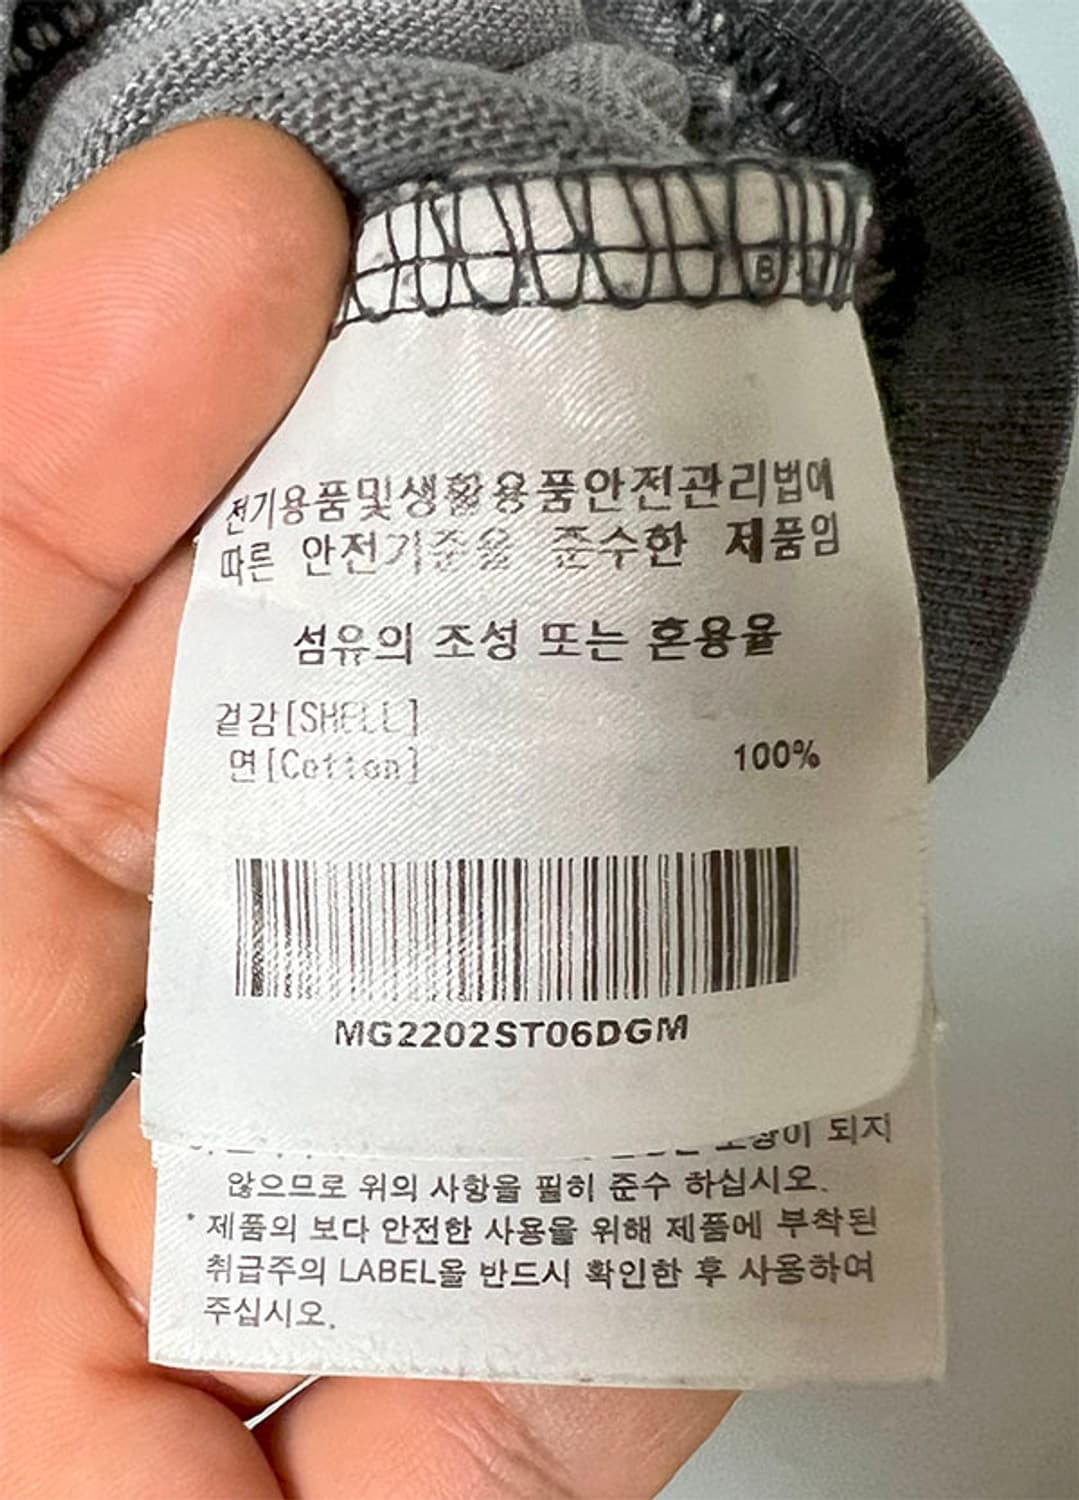 B
전기용품및생활용품안전관리법에
따른 안전기준을 준수한 제품임
섬유의 조성 또는 혼용율
겉감[SHELL]
면[Cotton] 100%
MG2202ST06DGM
되지
않으므로 위의 사항을 필히 준수 하십시오.
* 제품의 보다 안전한 사용을 위해 제품에 부착된
취급주의 LABEL을 반드시 확인한 후 사용하여
주십시오.